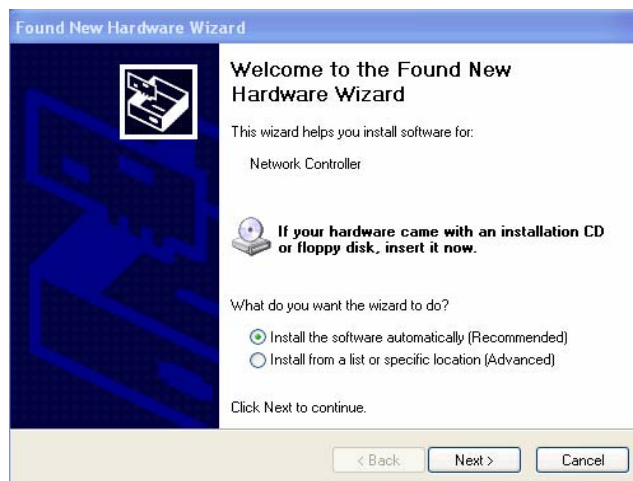 Found New Hardware Wizard
Welcome to the Found New
Hardware Wizard
This wizard helps you install software for:
Network Controller
If your hardware came with an installation CD
or floppy disk, insert it now.
What do you want the wizard to do?
Install the software automatically (Recommended)
Install from a list or specific location (Advanced)
Click Next to continue.
< Back Next > Cancel